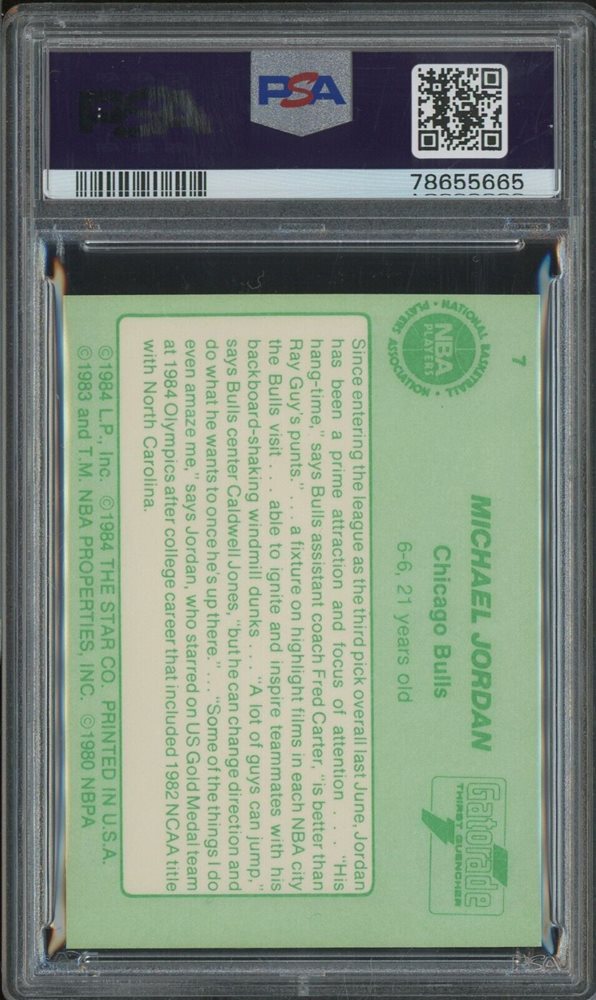 PSA
PSA
78655665
7
NATIONAL BASKETBALL
PLAYERS ASSOCIATION
NBA
PLAYERS
MICHAEL JORDAN
Chicago Bulls
6-6, 21 years old
Gatorade
THIRST QUENCHER
Since entering the league as the third pick overall last June, Jordan
has been a prime attraction and focus of attention . . . "His
hang-time," says Bulls assistant coach Fred Carter, "is better than
Ray Guy's punts." . . . a fixture on highlight films in each NBA city
the Bulls visit . . . able to ignite and inspire teammates with his
backboard-shaking windmill dunks . . . "A lot of guys can jump,"
says Bulls center Caldwell Jones, "but he can change direction and
do what he wants to once he's up there." . . . "Some of the things I do
even amaze me," says Jordan, who starred on US Gold Medal team
at 1984 Olympics after college career that included 1982 NCAA title
with North Carolina.
©1984 L.P., Inc. ©1984 THE STAR CO. PRINTED IN U.S.A.
©1983 and T.M. NBA PROPERTIES, INC. ©1980 NBPA
PSA